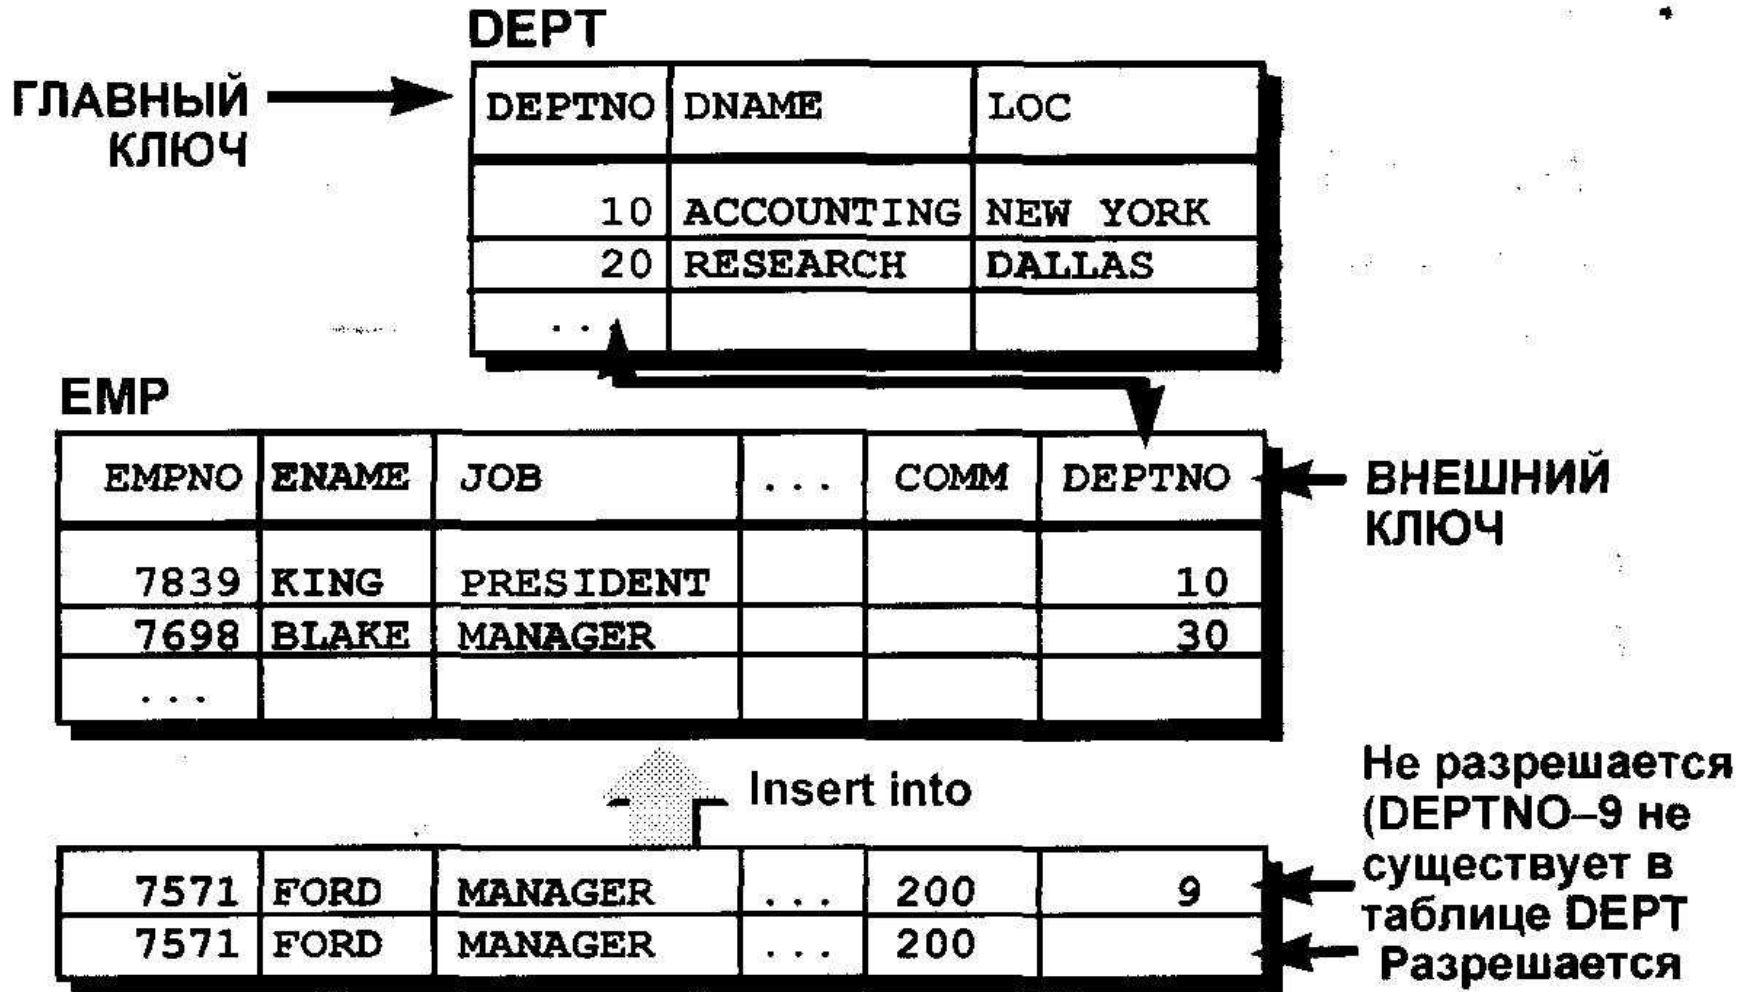 DEPT
ГЛАВНЫЙ
КЛЮЧ
DEPTNO DNAME LOC
10 ACCOUNTING NEW YORK
20 RESEARCH DALLAS
...
EMP
EMPNO ENAME JOB ... COMM DEPTNO
ВНЕШНИЙ
КЛЮЧ
7839 KING PRESIDENT 10
7698 BLAKE MANAGER 30
...
Insert into
Не разрешается
(DEPTNO–9 не
существует в
таблице DEPT
Разрешается
7571 FORD MANAGER ... 200 9
7571 FORD MANAGER ... 200